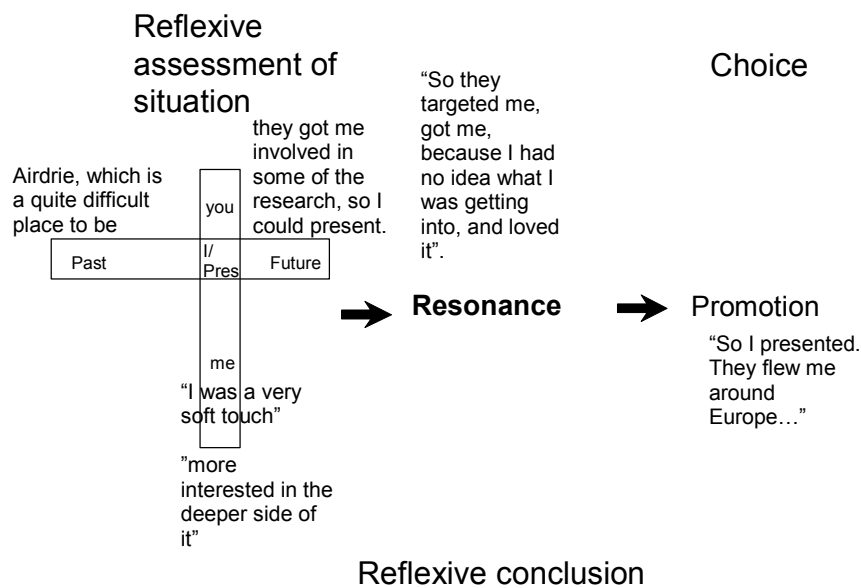 Reflexive
assessment of
situation
Airdrie, which is
a quite difficult
place to be
they got me
involved in
some of the
research, so I
could present.
you
Past
I/
Pres
Future
me
"I was a very
soft touch"
"more
interested in the
deeper side of
it"
“So they
targeted me,
got me,
because I had
no idea what I
was getting
into, and loved
it”.
Resonance
Choice
Promotion
“So I presented.
They flew me
around
Europe…”
Reflexive conclusion